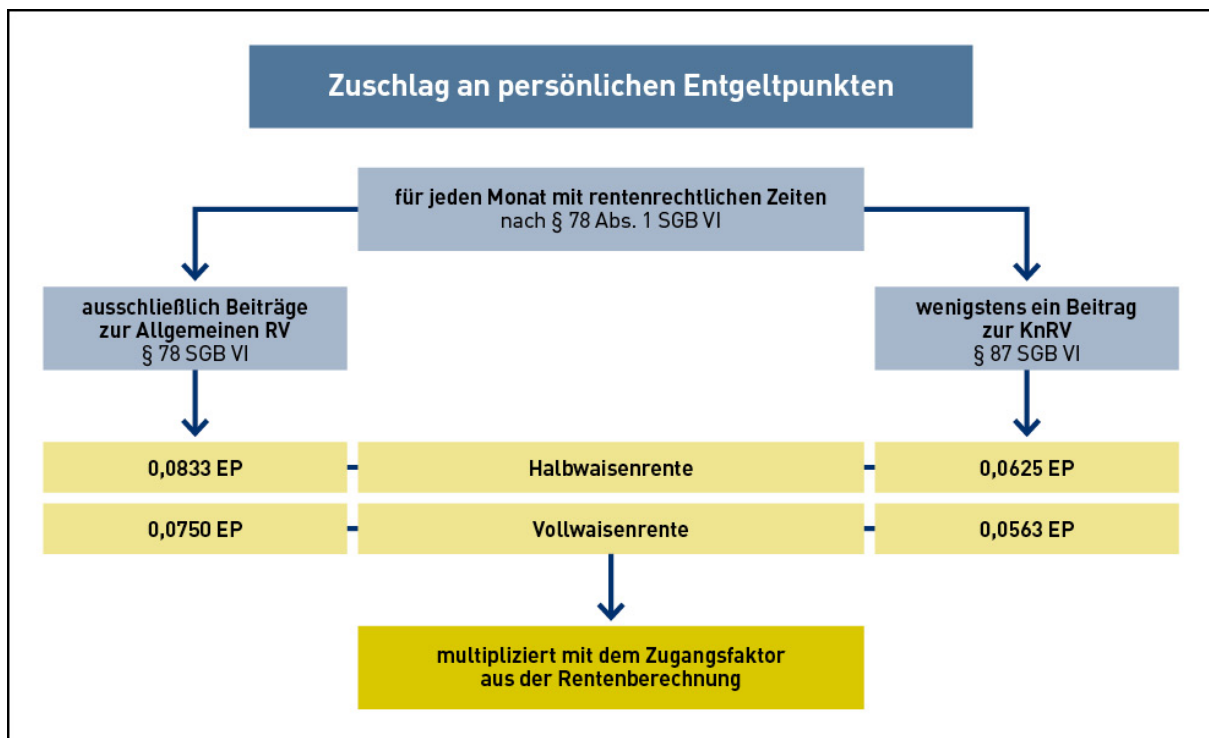 Zuschlag an persönlichen Entgeltpunkten
für jeden Monat mit rentenrechtlichen Zeiten
nach § 78 Abs. 1 SGB VI
ausschließlich Beiträge
zur Allgemeinen RV
§ 78 SGB VI
wenigstens ein Beitrag
zur KnRV
§ 87 SGB VI
0,0833 EP
Halbwaisenrente
0,0625 EP
0,0750 EP
Vollwaisenrente
0,0563 EP
multipliziert mit dem Zugangsfaktor
aus der Rentenberechnung